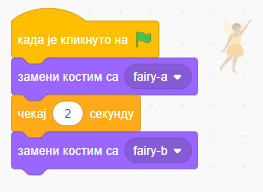 када је кликнуто на
замени костим са fairy-a
чекај 2 секунду
замени костим са fairy-b